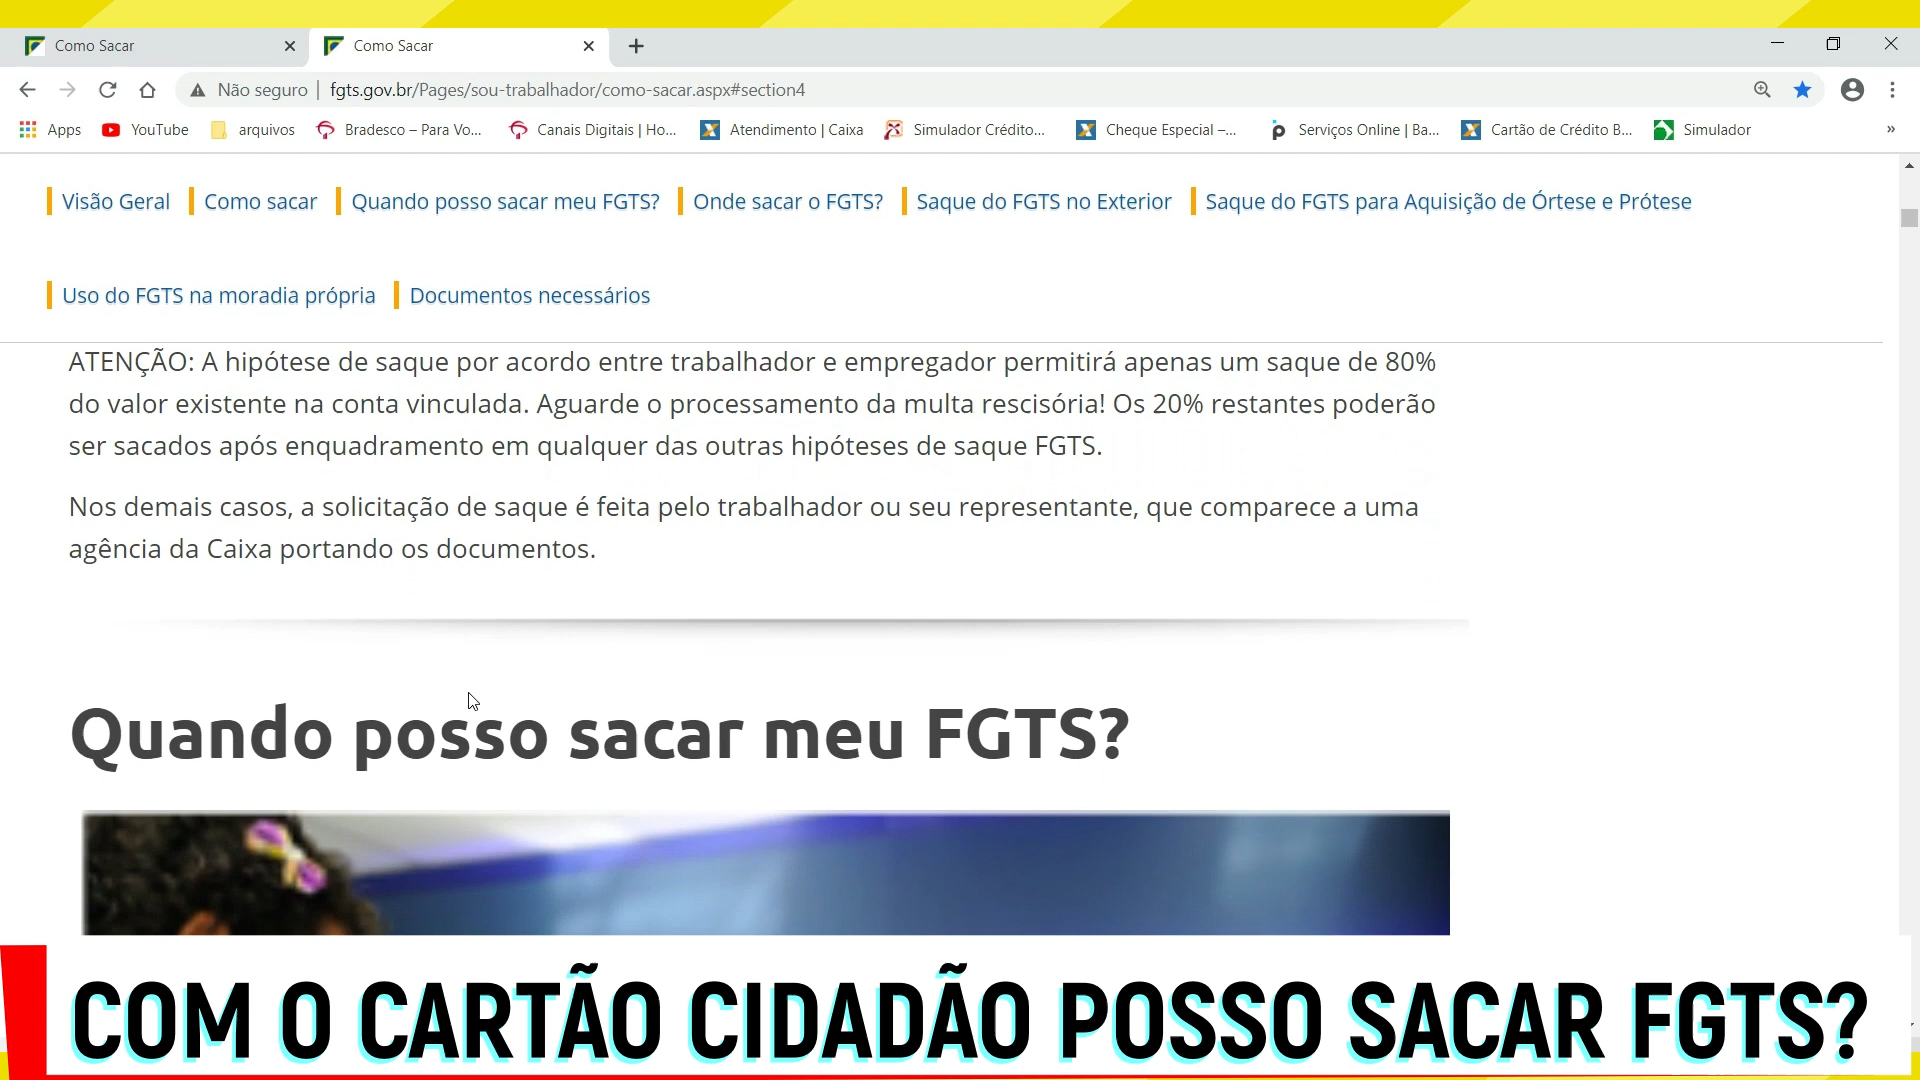 Como Sacar
Como Sacar
Não seguro | fgts.gov.br/Pages/sou-trabalhador/como-sacar.aspx#section4
Apps YouTube arquivos Bradesco – Para Vo... Canais Digitais | Ho... Atendimento | Caixa Simulador Crédito... Cheque Especial –... Serviços Online | Ba... Cartão de Crédito B... Simulador »
Visão Geral Como sacar Quando posso sacar meu FGTS? Onde sacar o FGTS? Saque do FGTS no Exterior Saque do FGTS para Aquisição de Órtese e Prótese
Uso do FGTS na moradia própria Documentos necessários
ATENÇÃO: A hipótese de saque por acordo entre trabalhador e empregador permitirá apenas um saque de 80%
do valor existente na conta vinculada. Aguarde o processamento da multa rescisória! Os 20% restantes poderão
ser sacados após enquadramento em qualquer das outras hipóteses de saque FGTS.
Nos demais casos, a solicitação de saque é feita pelo trabalhador ou seu representante, que comparece a uma
agência da Caixa portando os documentos.
Quando posso sacar meu FGTS?
COM O CARTÃO CIDADÃO POSSO SACAR FGTS?